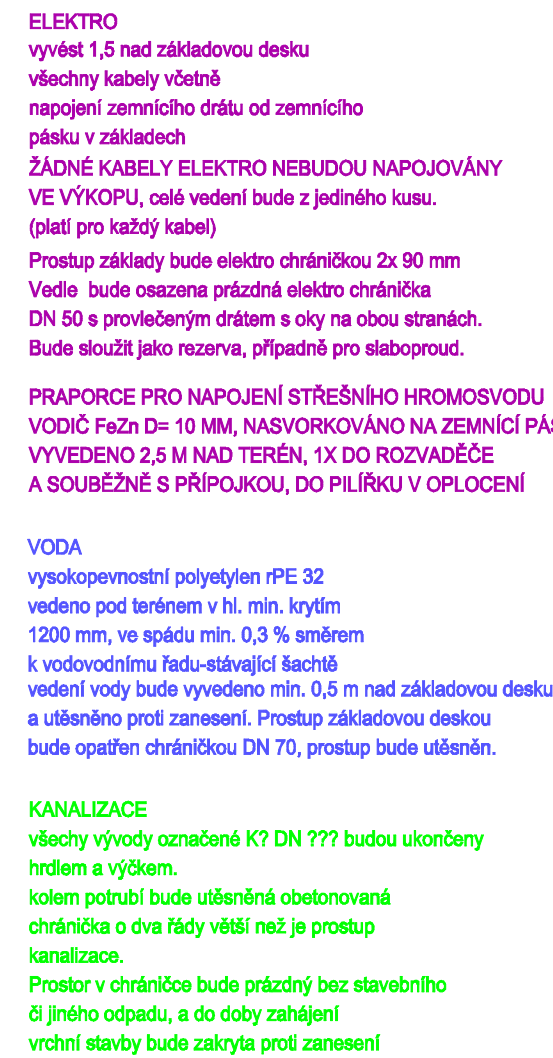 ELEKTRO
vyvést 1,5 nad základovou desku
všechny kabely včetně
napojení zemnícího drátu od zemnícího
pásku v základech
ŽÁDNÉ KABELY ELEKTRO NEBUDOU NAPOJOVÁNY
VE VÝKOPU, celé vedení bude z jediného kusu.
(platí pro každý kabel)
Prostup základy bude elektro chráničkou 2x 90 mm
Vedle  bude osazena prázdná elektro chránička
DN 50 s provlečeným drátem s oky na obou stranách.
Bude sloužit jako rezerva, případně pro slaboproud.
PRAPORCE PRO NAPOJENÍ STŘEŠNÍHO HROMOSVODU
VODIČ FeZn D= 10 MM, NASVORKOVÁNO NA ZEMNÍCÍ PÁS
VYVEDENO 2,5 M NAD TERÉN, 1X DO ROZVADĚČE
A SOUBĚŽNĚ S PŘÍPOJKOU, DO PILÍŘKU V OPLOCENÍ
VODA
vysokopevnostní polyetylen rPE 32
vedeno pod terénem v hl. min. krytím
1200 mm, ve spádu min. 0,3 % směrem
k vodovodnímu řadu-stávající šachtě
vedení vody bude vyvedeno min. 0,5 m nad základovou desku
a utěsněno proti zanesení. Prostup základovou deskou
bude opatřen chráničkou DN 70, prostup bude utěsněn.
KANALIZACE
všechy vývody označené K? DN ??? budou ukončeny
hrdlem a výčkem.
kolem potrubí bude utěsněná obetonovaná
chránička o dva řády větší než je prostup
kanalizace.
Prostor v chráničce bude prázdný bez stavebního
či jiného odpadu, a do doby zahájení
vrchní stavby bude zakryta proti zanesení